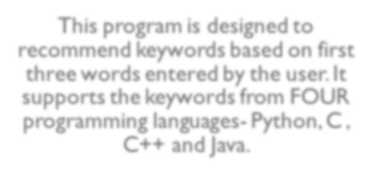 This program is designed to
recommend keywords based on first
three words entered by the user. It
supports the keywords from FOUR
programming languages- Python, C ,
C++ and Java.